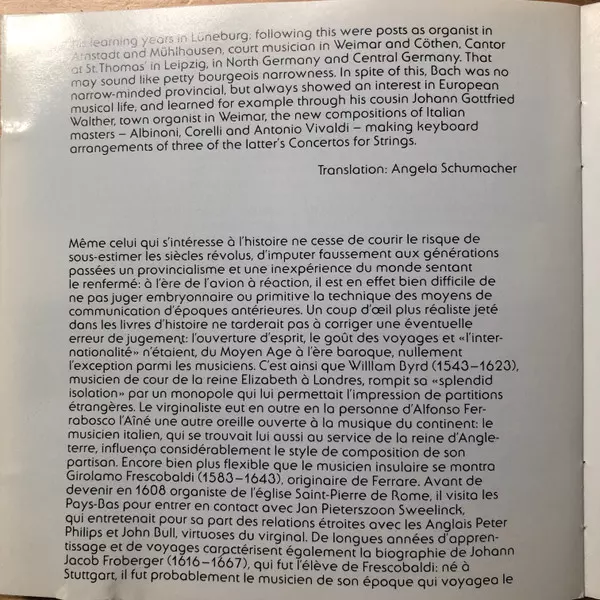 his learning years in Lüneburg; following this were posts as organist in
Arnstadt and Mühlhausen, court musician in Weimar and Cöthen, Cantor
at St. Thomas' in Leipzig, in North Germany and Central Germany. That
may sound like petty bourgeois narrowness. In spite of this, Bach was no
narrow-minded provincial, but always showed an interest in European
musical life, and learned for example through his cousin Johann Gottfried
Walther, town organist in Weimar, the new compositions of Italian
masters – Albinoni, Corelli and Antonio Vivaldi – making keyboard
arrangements of three of the latter's Concertos for Strings.
Translation: Angela Schumacher
Même celui qui s'intéresse à l'histoire ne cesse de courir le risque de
sous-estimer les siècles révolus, d'imputer faussement aux générations
passées un provincialisme et une inexpérience du monde sentant
le renfermé: à l'ère de l'avion à réaction, il est en effet bien difficile de
ne pas juger embryonnaire ou primitive la technique des moyens de
communication d'époques antérieures. Un coup d'œil plus réaliste jeté
dans les livres d'histoire ne tarderait pas à corriger une éventuelle
erreur de jugement: l'ouverture d'esprit, le goût des voyages et «l'inter-
nationalité» n'étaient, du Moyen Age à l'ère baroque, nullement
l'exception parmi les musiciens. C'est ainsi que Willlam Byrd (1543–1623),
musicien de cour de la reine Elizabeth à Londres, rompit sa «splendid
isolation» par un monopole qui lui permettait l'impression de partitions
étrangères. Le virginaliste eut en outre en la personne d'Alfonso Fer-
rabosco l'Aîné une autre oreille ouverte à la musique du continent: le
musicien italien, qui se trouvait lui aussi au service de la reine d'Angle-
terre, influença considérablement le style de composition de son
partisan. Encore bien plus flexible que le musicien insulaire se montra
Girolamo Frescobaldi (1583–1643), originaire de Ferrare. Avant de
devenir en 1608 organiste de l'église Saint-Pierre de Rome, il visita les
Pays-Bas pour entrer en contact avec Jan Pieterszoon Sweelinck,
qui entretenait pour sa part des relations étroites avec les Anglais Peter
Philips et John Bull, virtuoses du virginal. De longues années d'appren-
tissage et de voyages caractérisent également la biographie de Johann
Jacob Froberger (1616–1667), qui fut l'élève de Frescobaldi: né à
Stuttgart, il fut probablement le musicien de son époque qui voyagea le